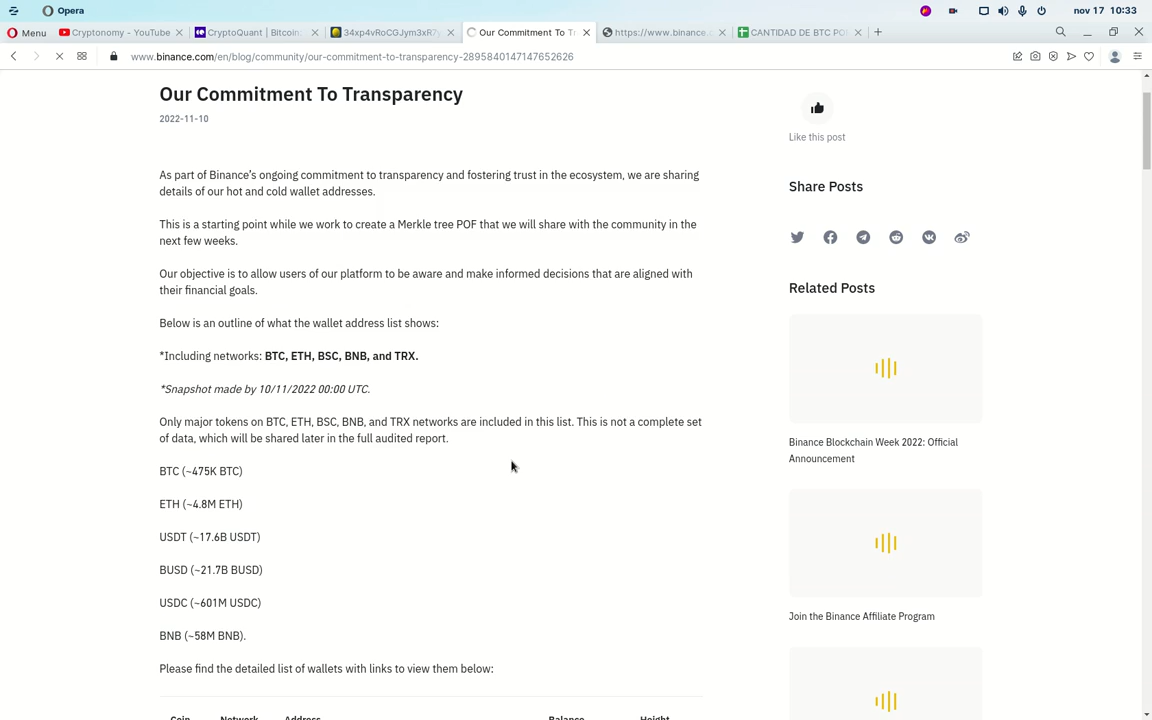 Opera
nov 17 10:33
Menu
Cryptonomy - YouTube
CryptoQuant | Bitcoin
34xp4vRoCGJym3xR7
Our Commitment To T
https://www.binance.
CANTIDAD DE BTC PO
www.binance.com/en/blog/community/our-commitment-to-transparency-2895840147147652626
Our Commitment To Transparency
2022-11-10
As part of Binance’s ongoing commitment to transparency and fostering trust in the ecosystem, we are sharing
details of our hot and cold wallet addresses.
This is a starting point while we work to create a Merkle tree POF that we will share with the community in the
next few weeks.
Our objective is to allow users of our platform to be aware and make informed decisions that are aligned with
their financial goals.
Below is an outline of what the wallet address list shows:
*Including networks: BTC, ETH, BSC, BNB, and TRX.
*Snapshot made by 10/11/2022 00:00 UTC.
Only major tokens on BTC, ETH, BSC, BNB, and TRX networks are included in this list. This is not a complete set
of data, which will be shared later in the full audited report.
BTC (~475K BTC)
ETH (~4.8M ETH)
USDT (~17.6B USDT)
BUSD (~21.7B BUSD)
USDC (~601M USDC)
BNB (~58M BNB).
Please find the detailed list of wallets with links to view them below:
Coin Network Address Balance Height
Like this post
Share Posts
Related Posts
Binance Blockchain Week 2022: Official
Announcement
Join the Binance Affiliate Program